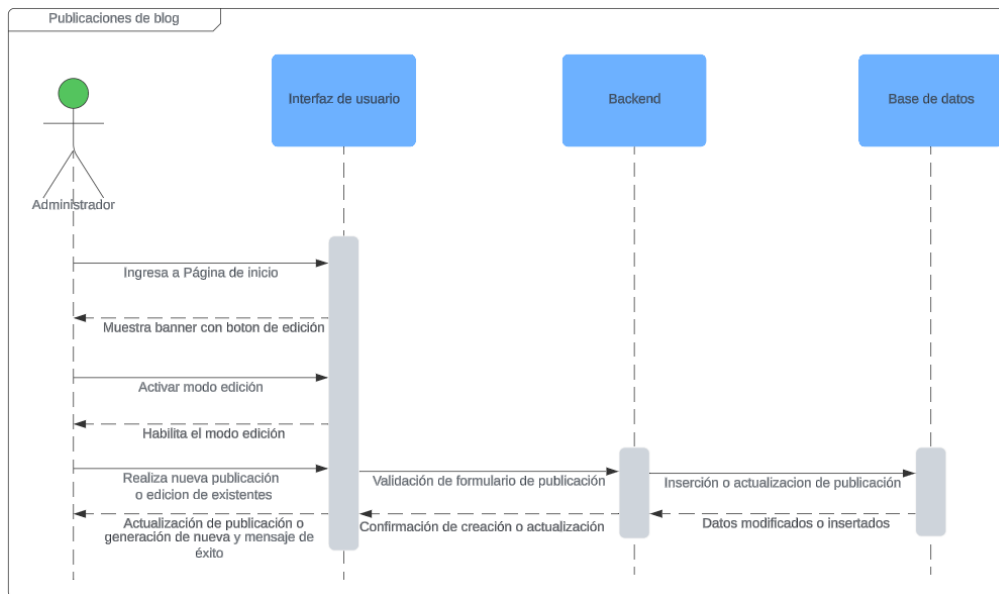 Publicaciones de blog
Interfaz de usuario
Backend
Base de datos
Administrador
Ingresa a Página de inicio
Muestra banner con boton de edición
Activar modo edición
Habilita el modo edición
Realiza nueva publicación
o edicion de existentes
Validación de formulario de publicación
Inserción o actualizacion de publicación
Actualización de publicación o
generación de nueva y mensaje de
éxito
Confirmación de creación o actualización
Datos modificados o insertados